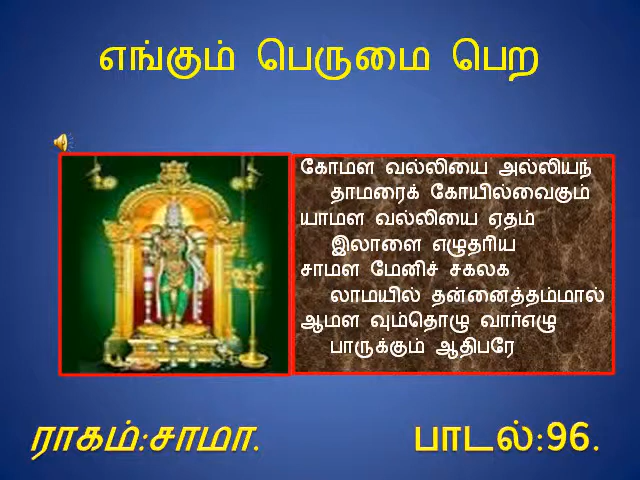 எங்கும் பெருமை பெற
கோமள வல்லியை அல்லியந்
தாமரைக் கோயில்வைகும்
யாமள வல்லியை ஏதம்
இலாளை எழுதரிய
சாமள மேனிச் சகலக
லாமயில் தன்னைத்தம்மால்
ஆமள வும்தொழு வார்எழு
பாருக்கும் ஆதிபரே
ராகம்:சாமா.
பாடல்:96.